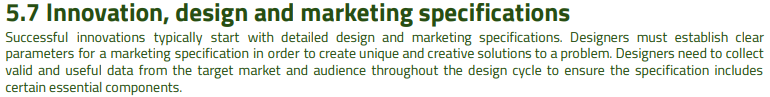 5.7 Innovation, design and marketing specifications
Successful innovations typically start with detailed design and marketing specifications. Designers must establish clear
parameters for a marketing specification in order to create unique and creative solutions to a problem. Designers need to collect
valid and useful data from the target market and audience throughout the design cycle to ensure the specification includes
certain essential components.